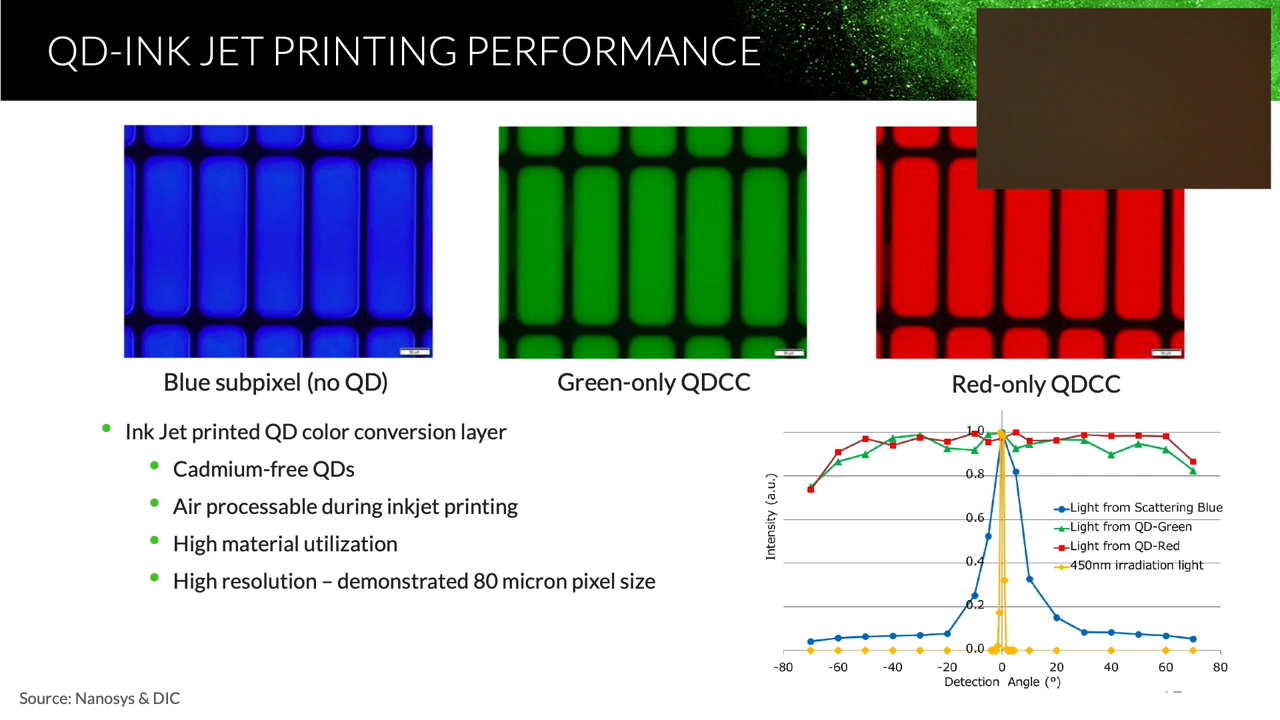 QD-INK JET PRINTING PERFORMANCE
Blue subpixel (no QD)
Green-only QDCC
Red-only QDCC
• Ink Jet printed QD color conversion layer
• Cadmium-free QDs
• Air processable during inkjet printing
• High material utilization
• High resolution – demonstrated 80 micron pixel size
Intensity (a.u.)
1.0
0.8
0.6
0.4
0.2
0.0
Light from Scattering Blue
Light from QD-Green
Light from QD-Red
450nm irradiation light
-80 -60 -40 -20 0 20 40 60 80
Detection Angle (°)
Source: Nanosys & DIC